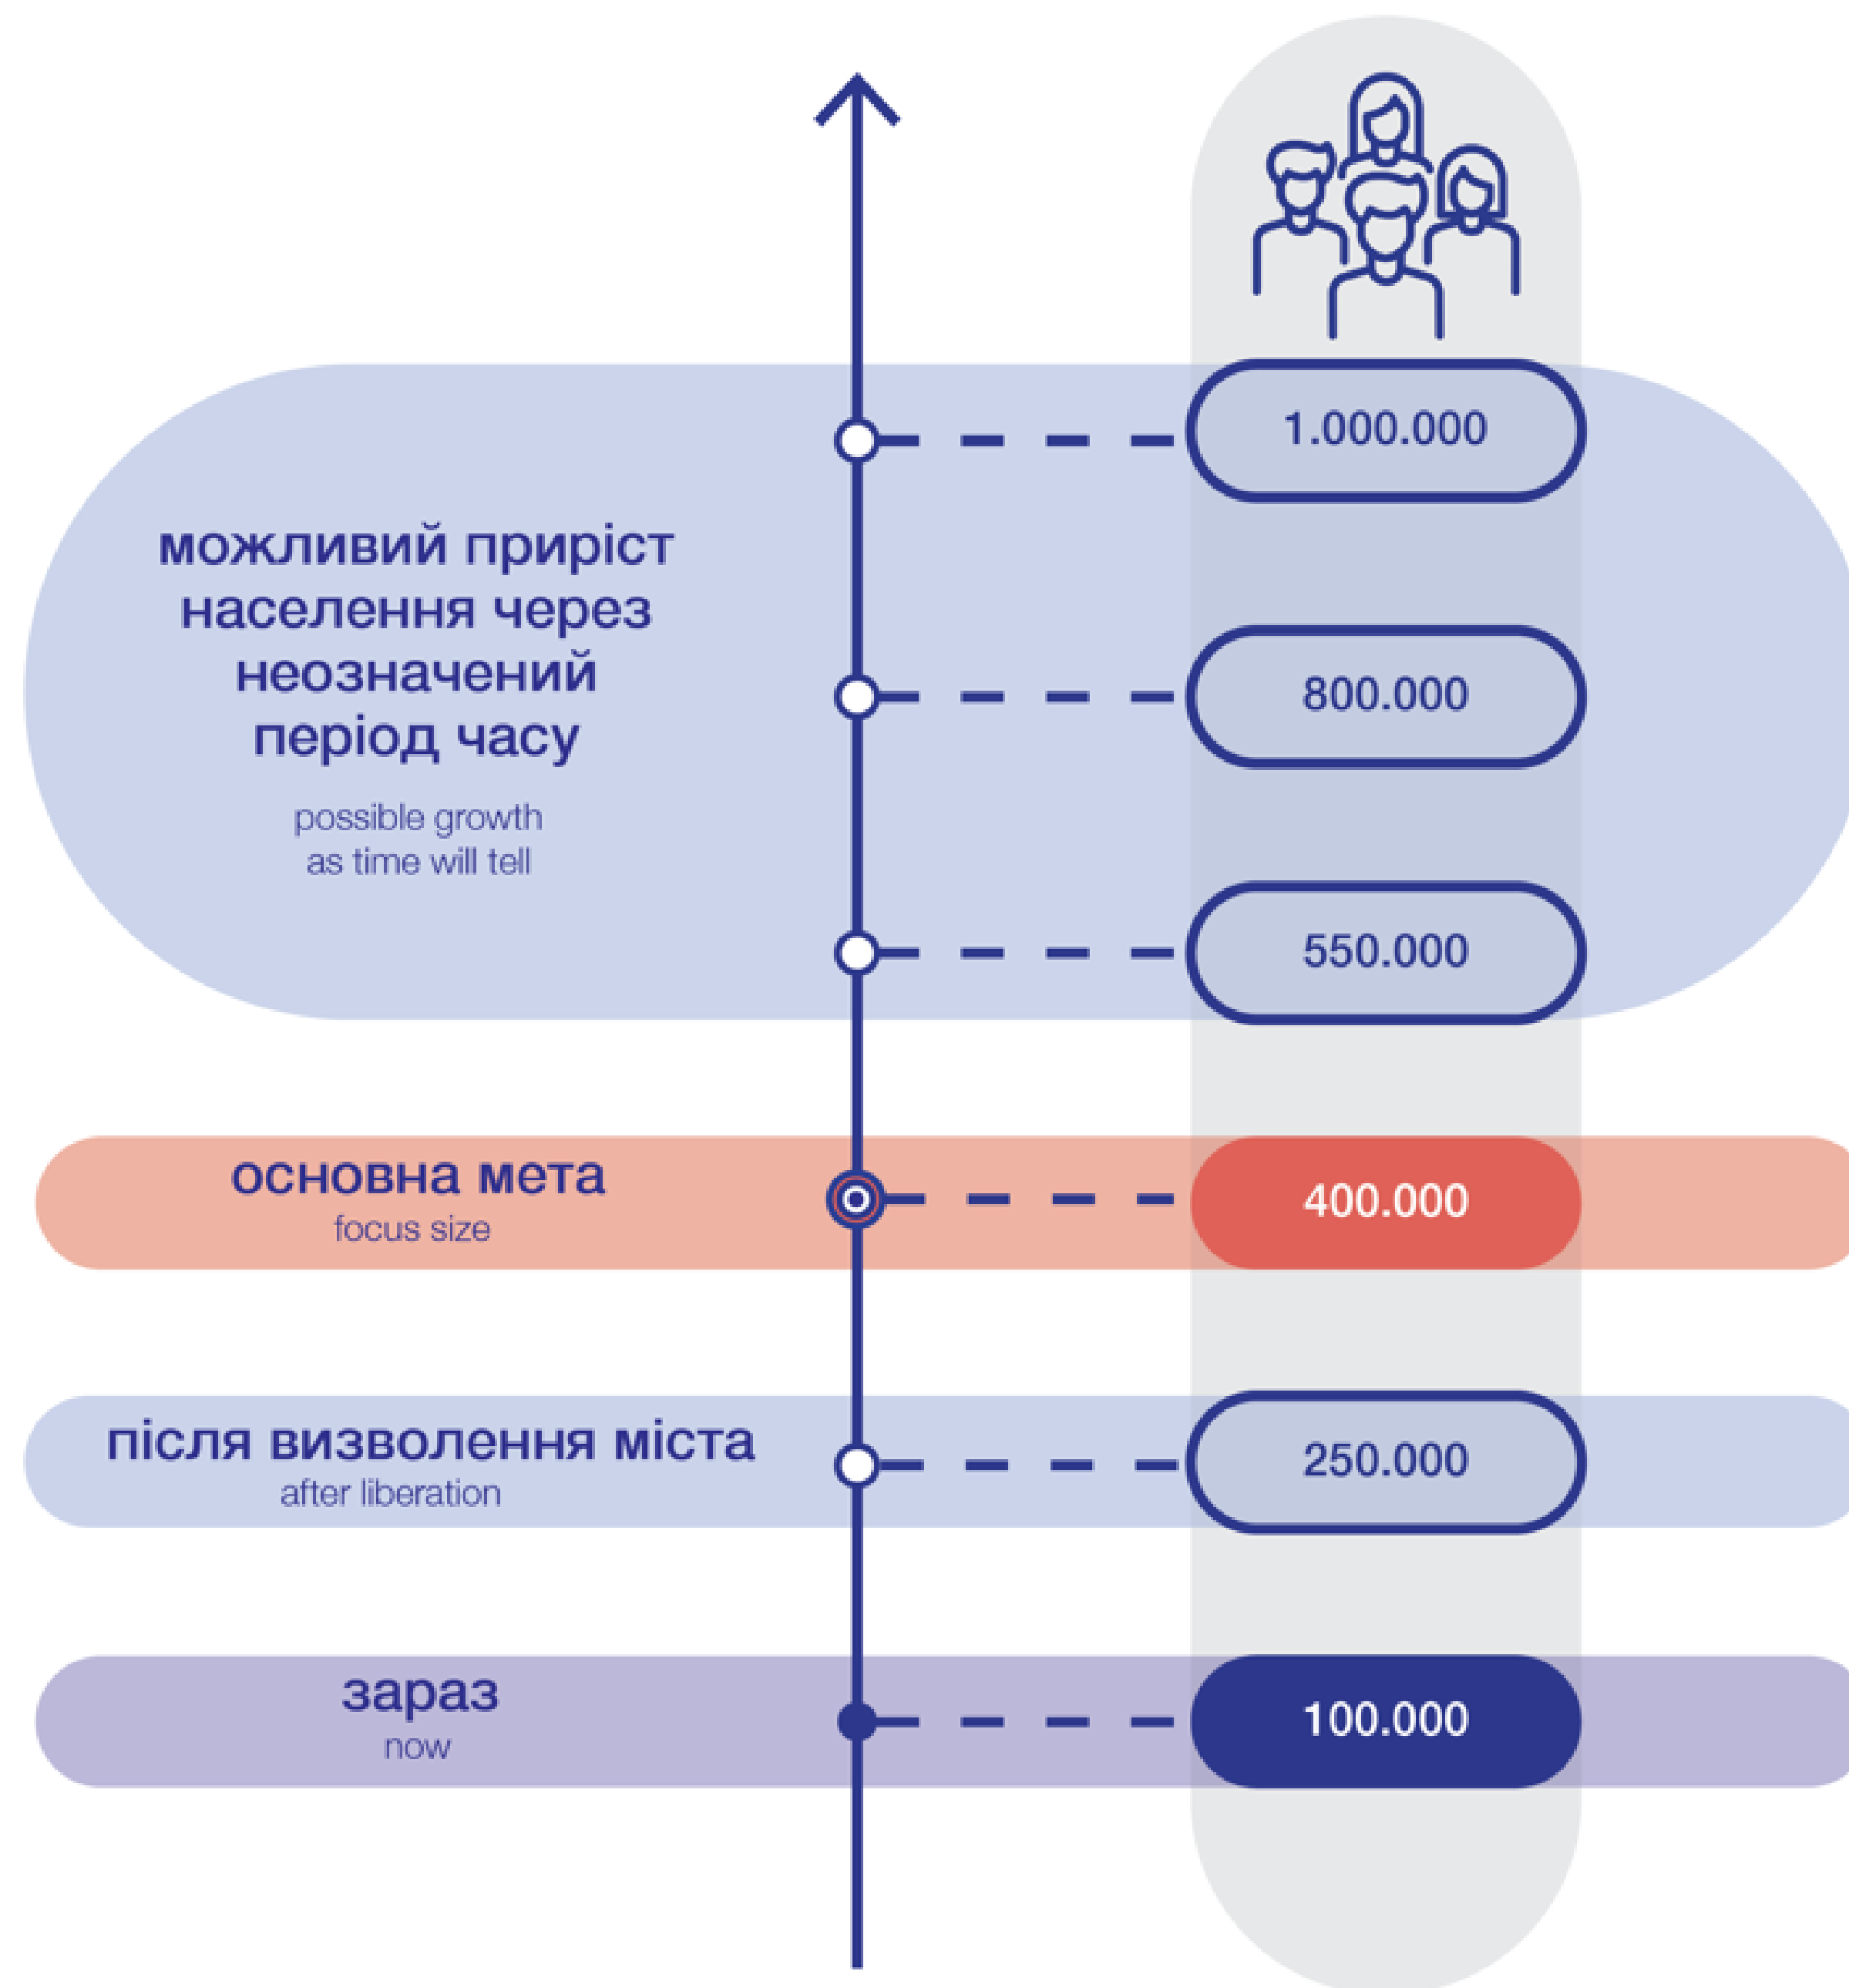 1.000.000
можливий приріст
населення через
неозначений
період часу
possible growth
as time will tell
800.000
550.000
основна мета
focus size
400.000
після визволення міста
after liberation
250.000
зараз
now
100.000